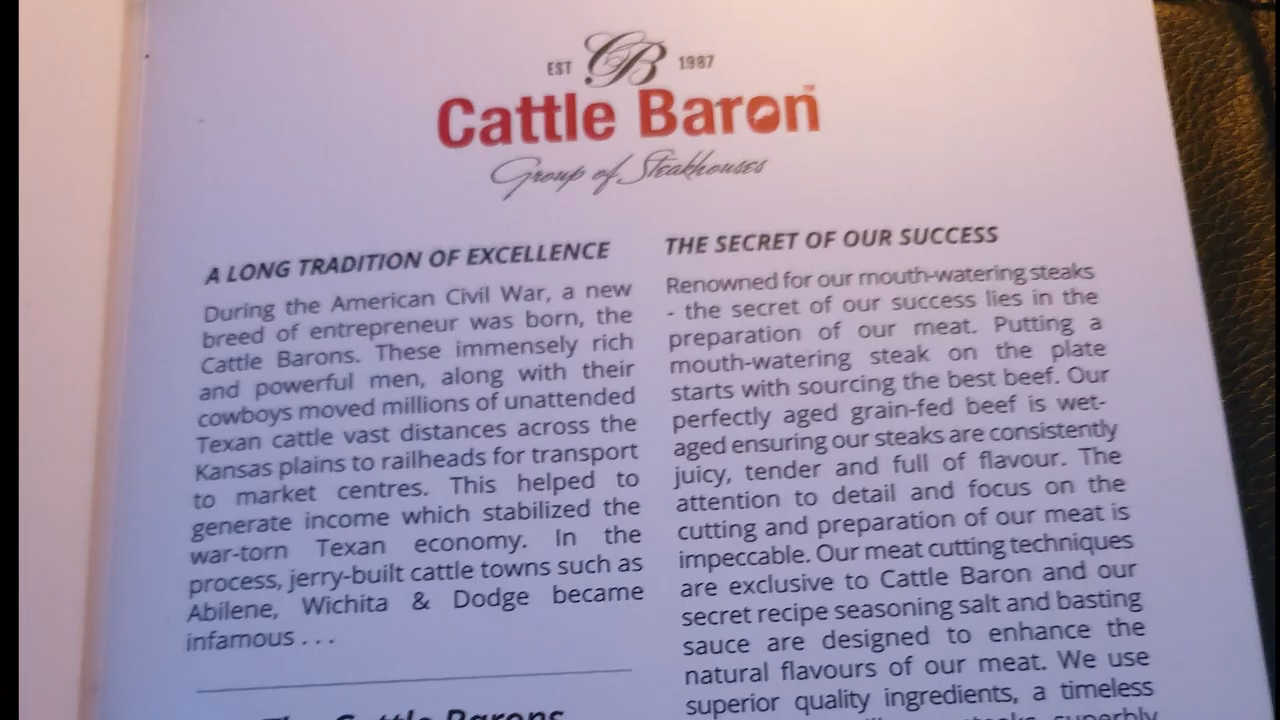 EST CB 1987
Cattle Baron™
Group of Steakhouses
A LONG TRADITION OF EXCELLENCE
During the American Civil War, a new
breed of entrepreneur was born, the
Cattle Barons. These immensely rich
and powerful men, along with their
cowboys moved millions of unattended
Texan cattle vast distances across the
Kansas plains to railheads for transport
to market centres. This helped to
generate income which stabilized the
war-torn Texan economy. In the
process, jerry-built cattle towns such as
Abilene, Wichita & Dodge became
infamous . . .
The Cattle Barons
THE SECRET OF OUR SUCCESS
Renowned for our mouth-watering steaks
- the secret of our success lies in the
preparation of our meat. Putting a
mouth-watering steak on the plate
starts with sourcing the best beef. Our
perfectly aged grain-fed beef is wet-
aged ensuring our steaks are consistently
juicy, tender and full of flavour. The
attention to detail and focus on the
cutting and preparation of our meat is
impeccable. Our meat cutting techniques
are exclusive to Cattle Baron and our
secret recipe seasoning salt and basting
sauce are designed to enhance the
natural flavours of our meat. We use
superior quality ingredients, a timeless
superbly